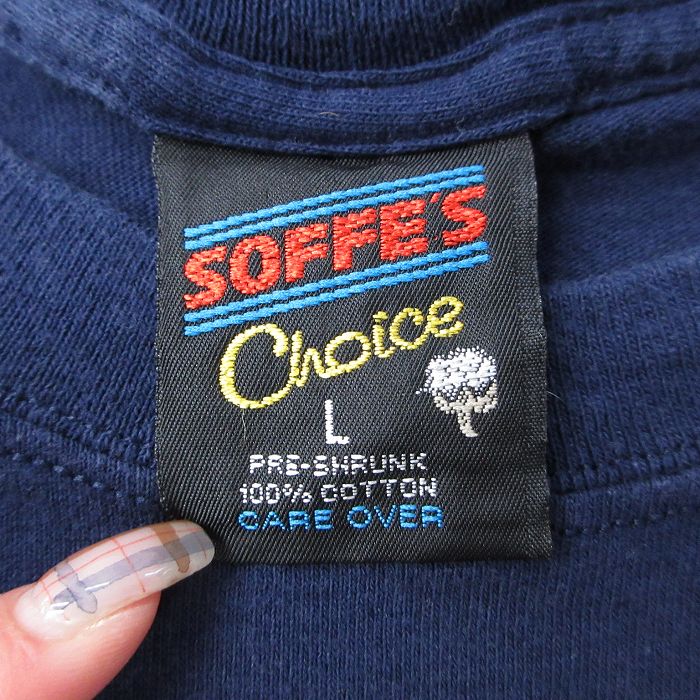 SOFFE'S
Choice
L
PRE-SHRUNK
100% COTTON
CARE OVER